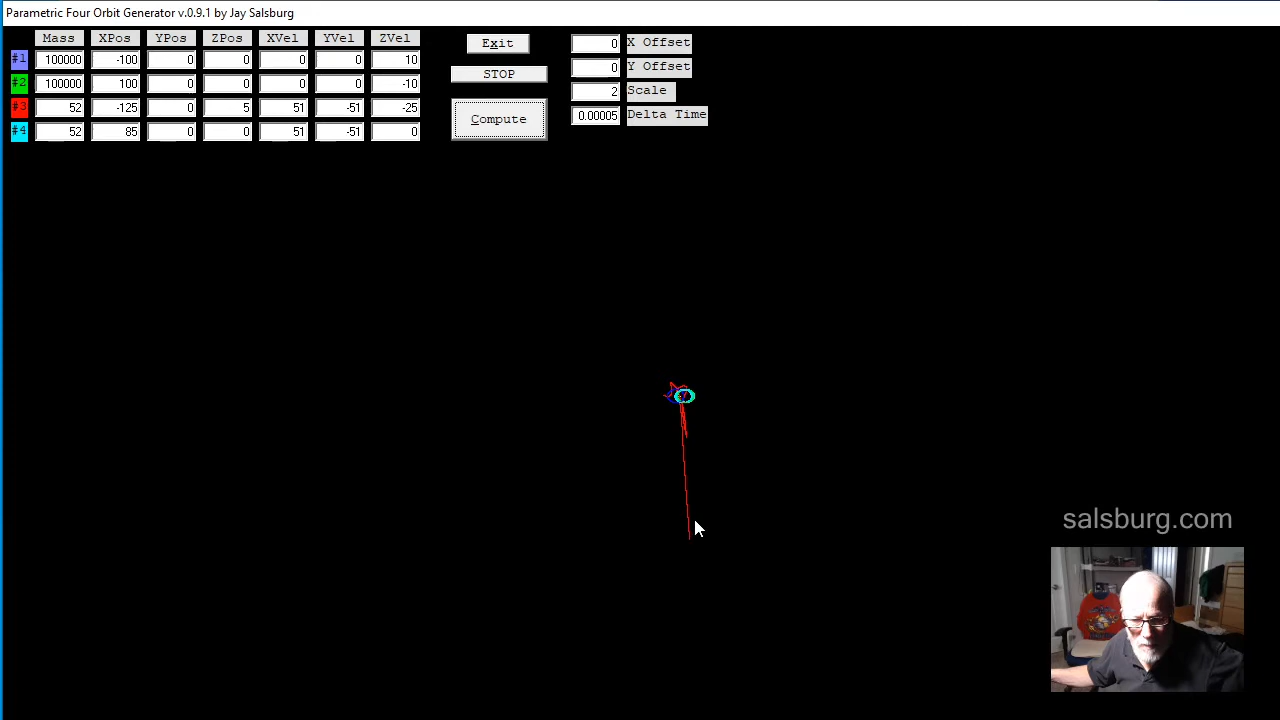 Parametric Four Orbit Generator v.0.9.1 by Jay Salsburg
Mass XPos YPos ZPos XVel YVel ZVel
#1 100000 -100 0 0 0 0 10
#2 100000 100 0 0 0 0 -10
#3 52 -125 0 5 51 -51 -25
#4 52 85 0 0 51 -51 0
Exit
STOP
Compute
0 X Offset
0 Y Offset
2 Scale
0.00005 Delta Time
salsburg.com